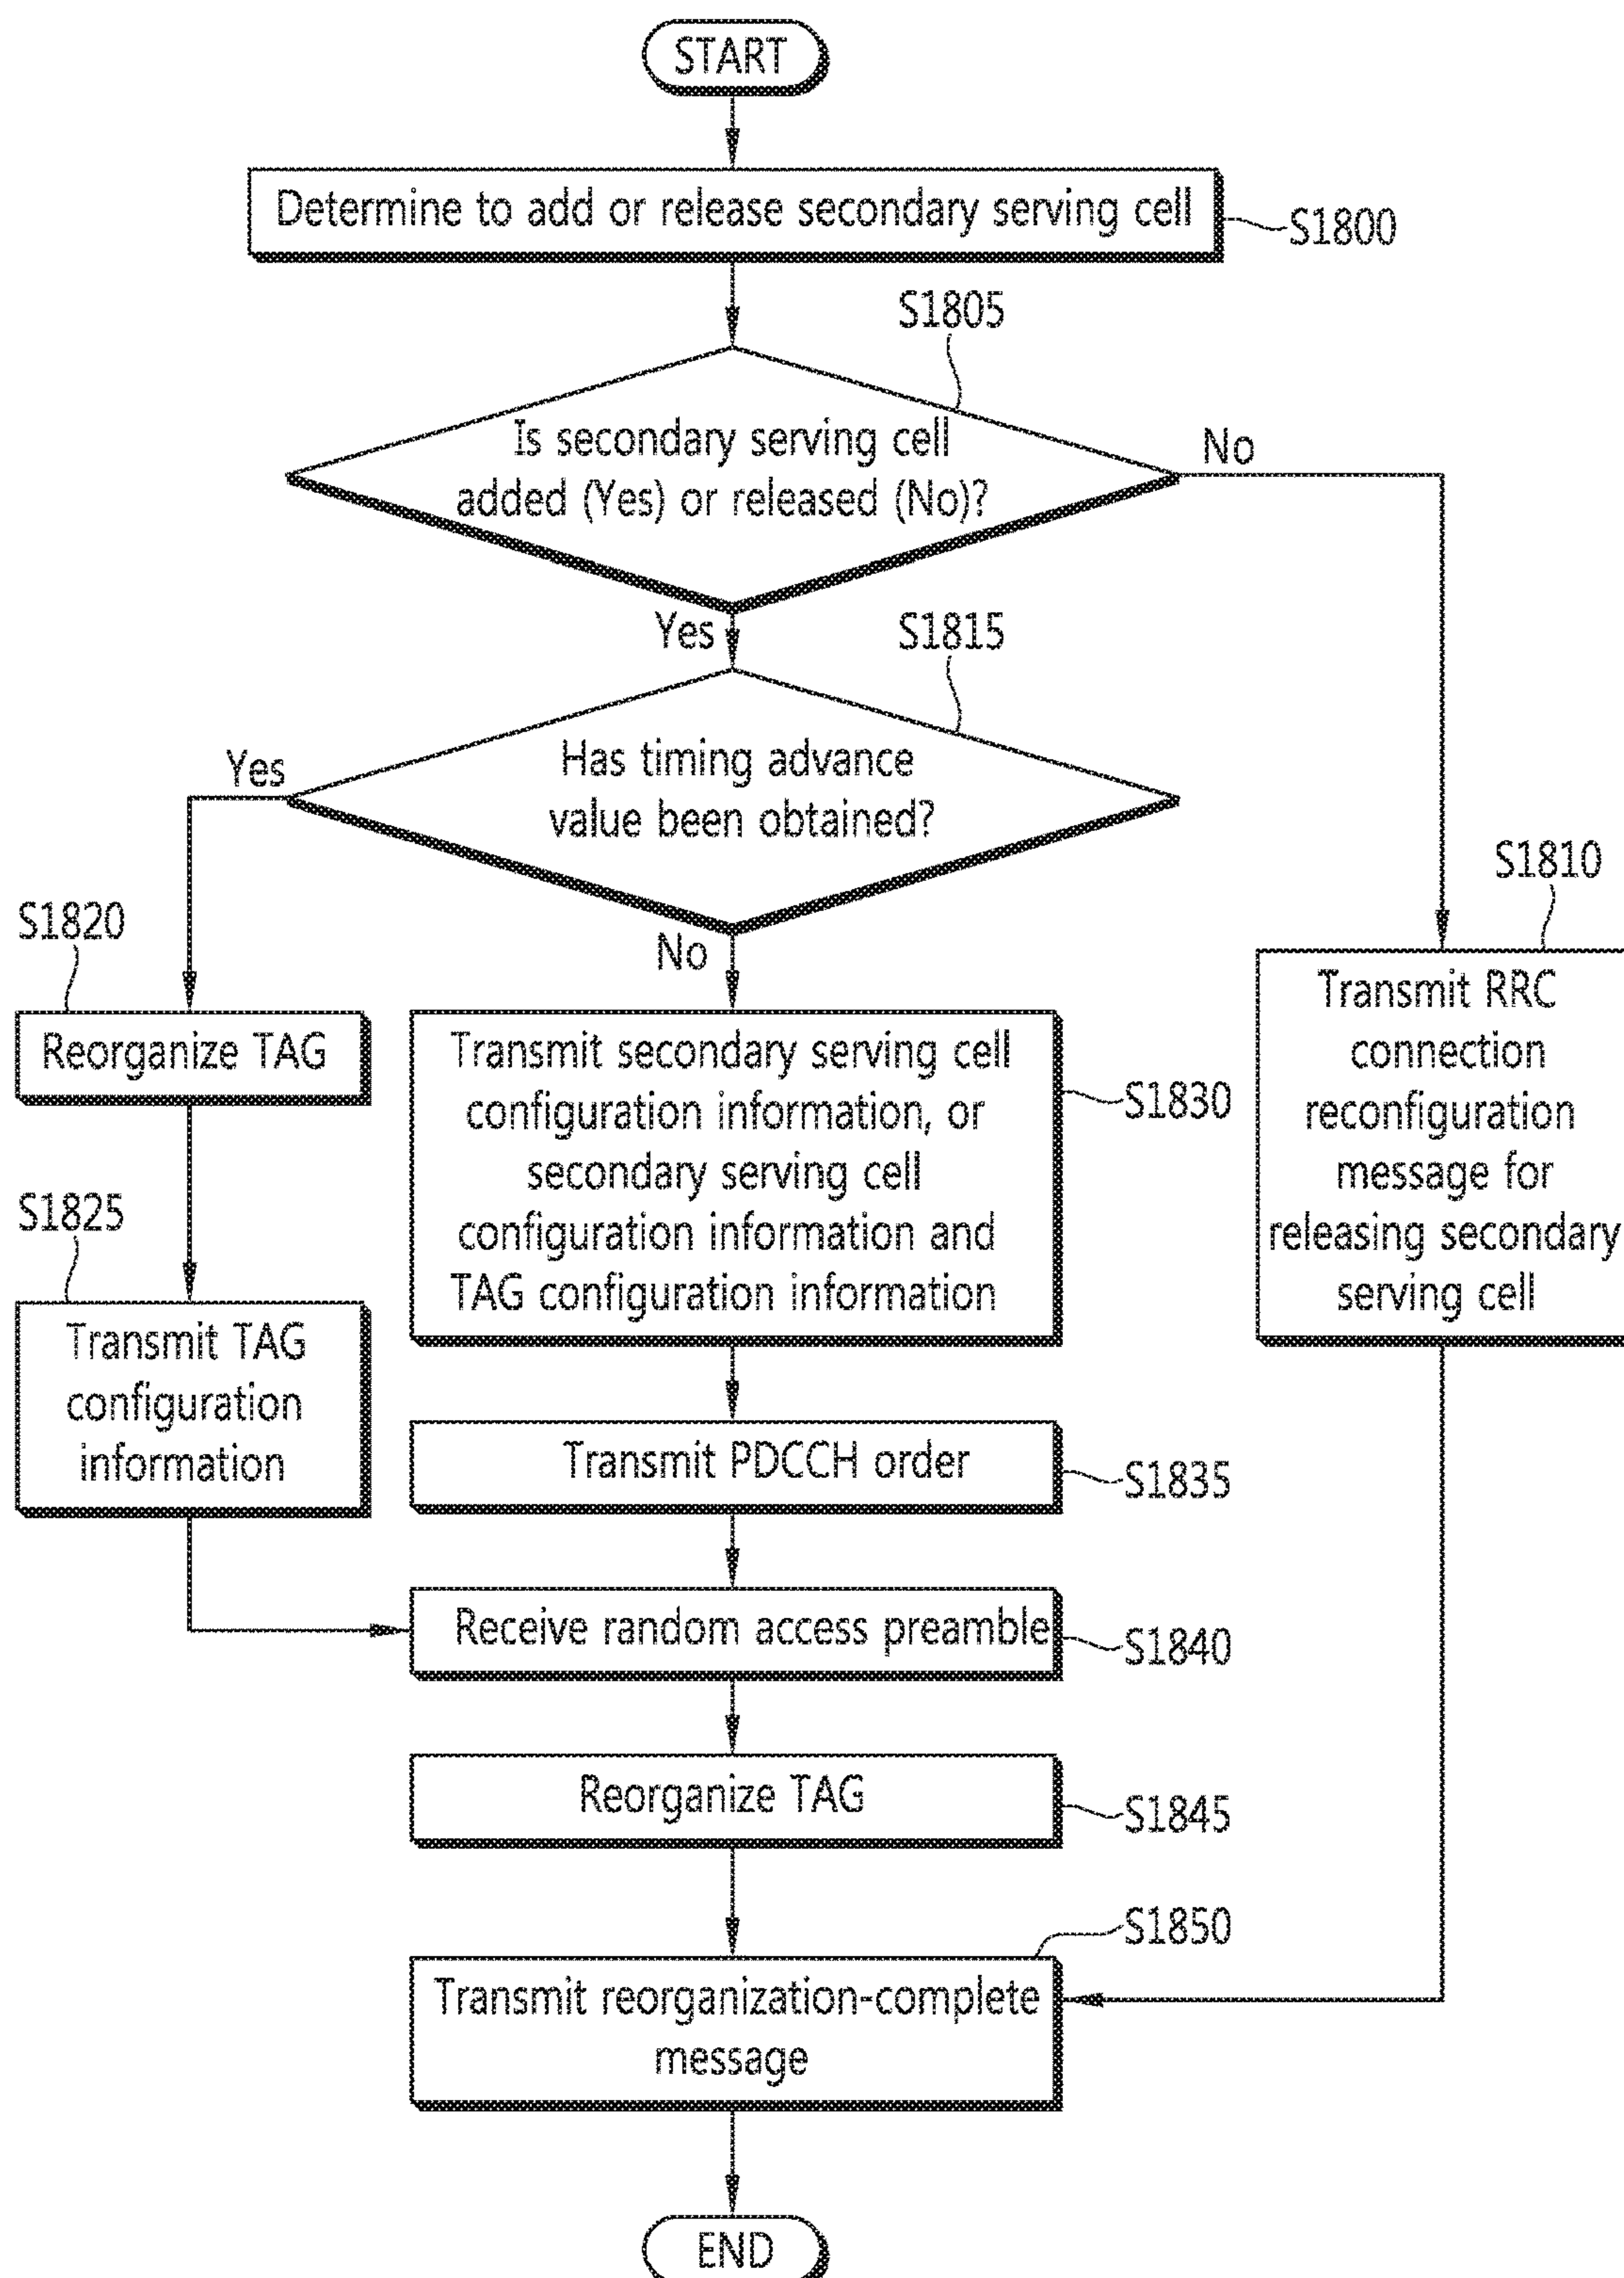 START
Determine to add or release secondary serving cell
S1800
S1805
Is secondary serving cell
added (Yes) or released (No)?
No
Yes
S1815
Has timing advance
value been obtained?
Yes
No
S1810
Transmit RRC
connection
reconfiguration
message for
releasing secondary
serving cell
S1820
Reorganize TAG
S1825
Transmit TAG
configuration
information
Transmit secondary serving cell
configuration information, or
secondary serving cell
configuration information and
TAG configuration information
S1830
Transmit PDCCH order
S1835
Receive random access preamble
S1840
Reorganize TAG
S1845
S1850
Transmit reorganization-complete
message
END